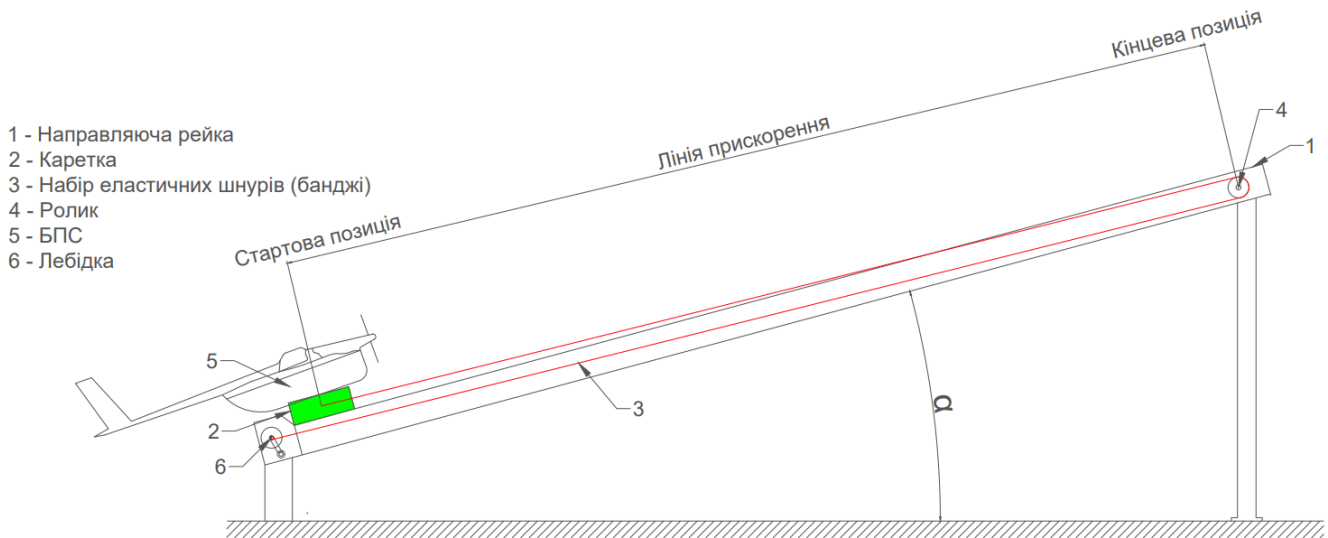 Кінцева позиція
4
1 - Направляюча рейка
2 - Каретка
3 - Набір еластичних шнурів (банджі)
4 - Ролик
5 - БПС
6 - Лебідка
Лінія прискорення
1
Стартова позиція
5
α
3
2
6